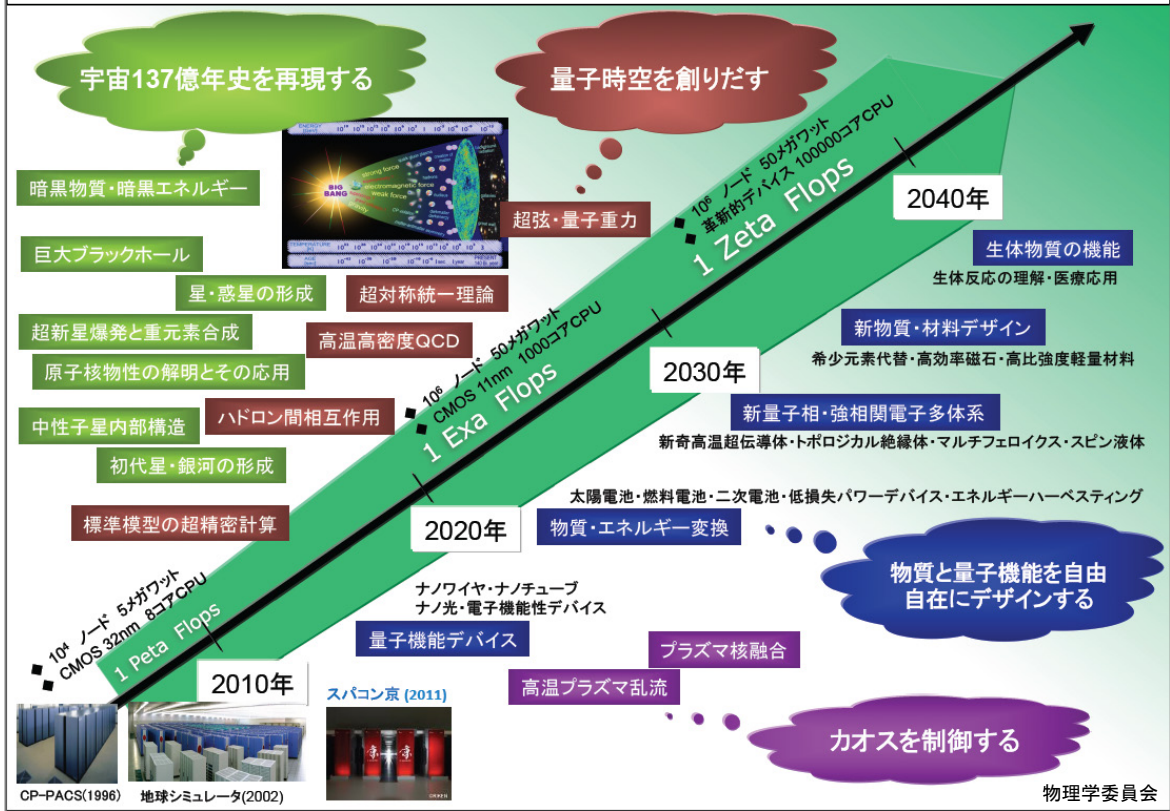 宇宙137億年史を再現する
量子時空を創りだす
暗黒物質・暗黒エネルギー
巨大ブラックホール
星・惑星の形成
超新星爆発と重元素合成
原子核物性の解明とその応用
中性子星内部構造
初代星・銀河の形成
BIG
BANG
strong force
electromagnetic force
weak force
gravity
超弦・量子重力
超対称統一理論
高温高密度QCD
ハドロン間相互作用
標準模型の超精密計算
◆ 10⁶ ノード 50メガワット
◆ 革新的デバイス 100000コアCPU
1 Zeta Flops
2040年
生体物質の機能
生体反応の理解・医療応用
新物質・材料デザイン
希少元素代替・高効率磁石・高比強度軽量材料
◆ 10⁶ ノード 50メガワット
◆ CMOS 11nm 1000コアCPU
1 Exa Flops
2030年
新量子相・強相関電子多体系
新奇高温超伝導体・トポロジカル絶縁体・マルチフェロイクス・スピン液体
太陽電池・燃料電池・二次電池・低損失パワーデバイス・エネルギーハーベスティング
物質・エネルギー変換
2020年
物質と量子機能を自由
自在にデザインする
ナノワイヤ・ナノチューブ
ナノ光・電子機能性デバイス
量子機能デバイス
◆ 10⁴ ノード 5メガワット
◆ CMOS 32nm 8コアCPU
1 Peta Flops
2010年
プラズマ核融合
高温プラズマ乱流
カオスを制御する
スパコン京 (2011)
京
CP-PACS(1996)
地球シミュレータ(2002)
物理学委員会